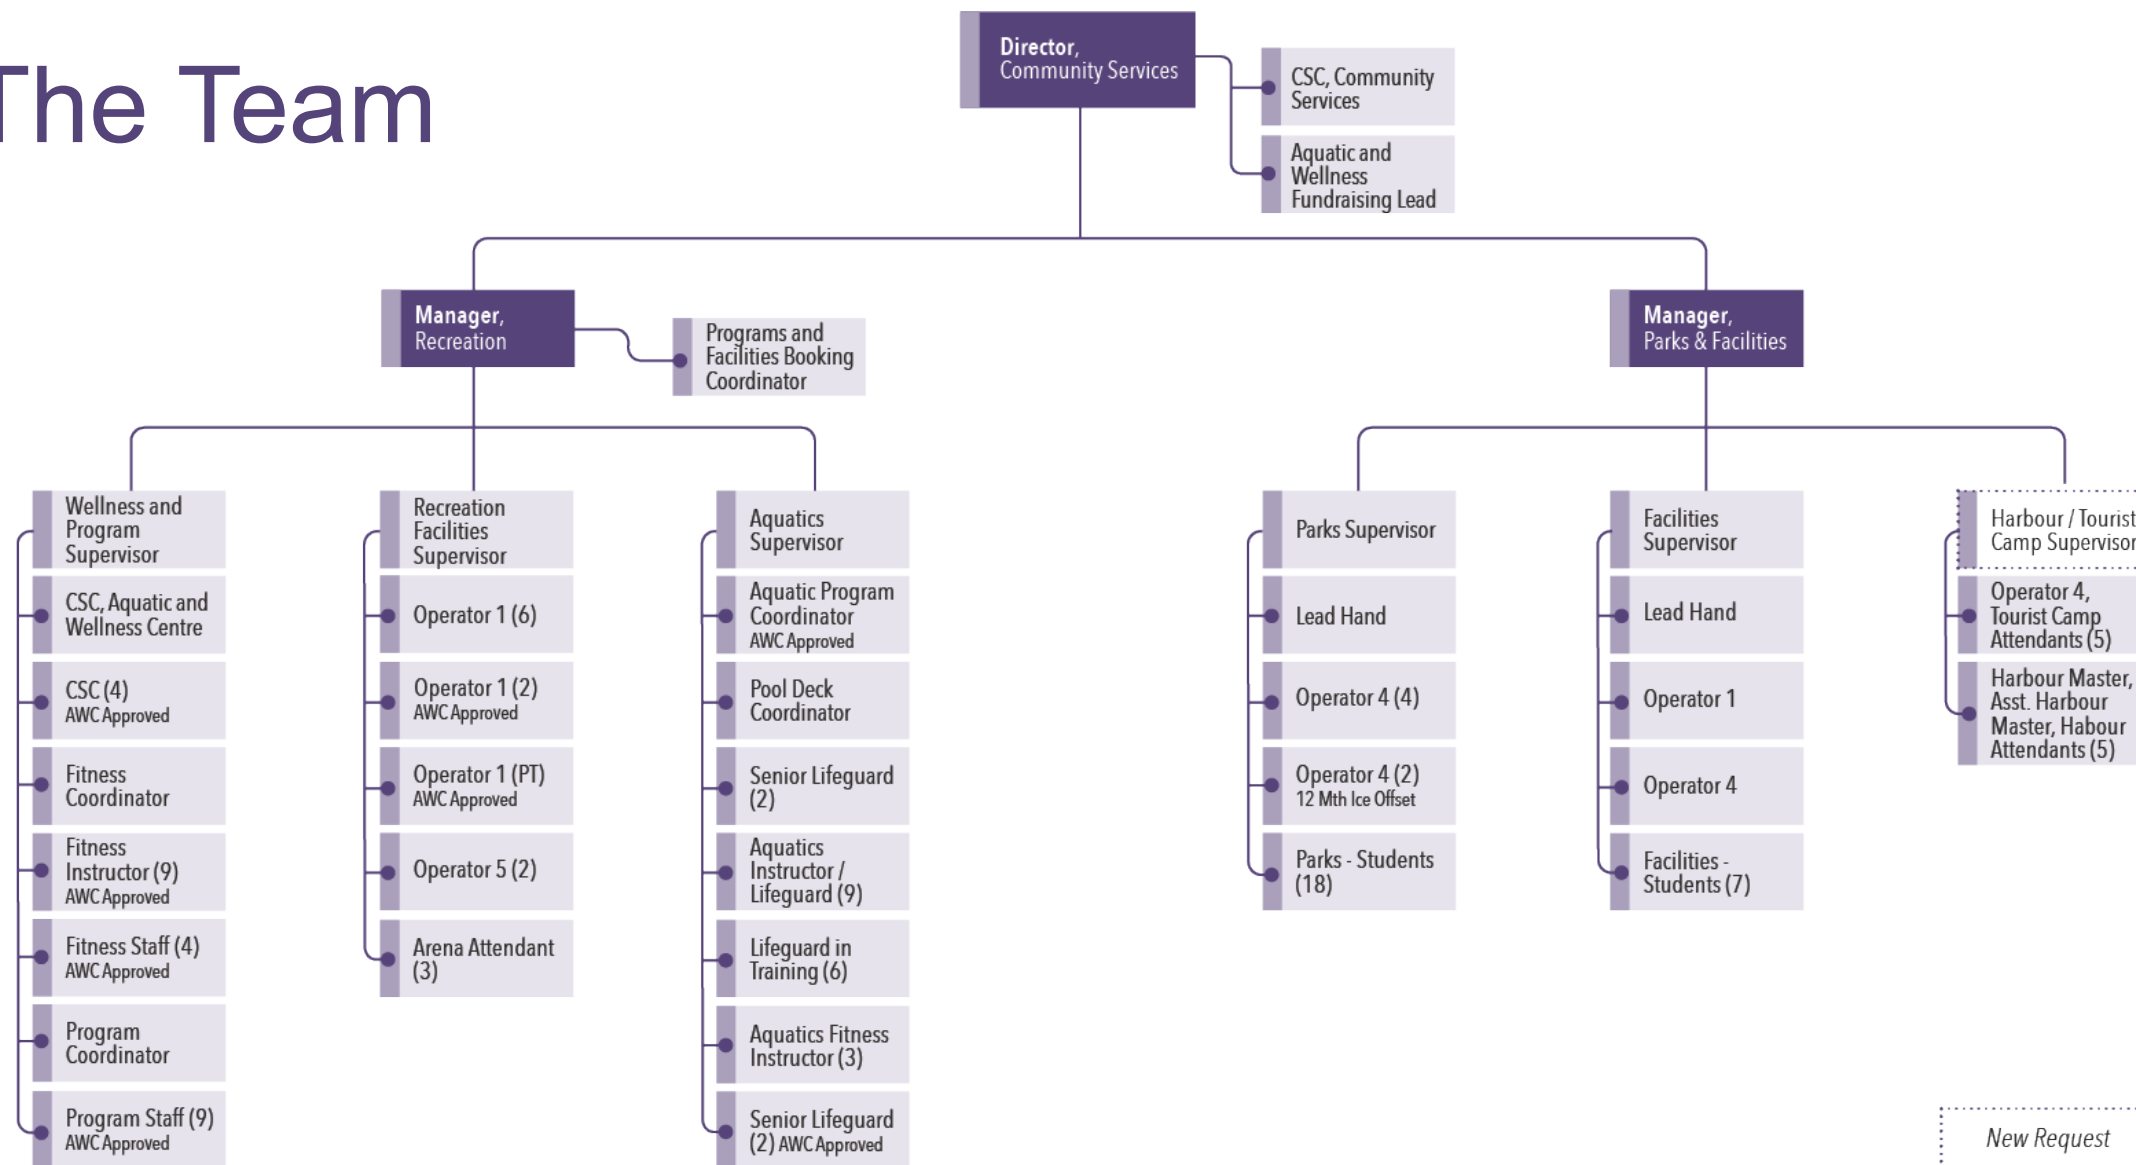 The Team
Director,
Community Services
CSC, Community
Services
Aquatic and
Wellness
Fundraising Lead
Manager,
Recreation
Programs and
Facilities Booking
Coordinator
Manager,
Parks & Facilities
Wellness and
Program
Supervisor
CSC, Aquatic and
Wellness Centre
CSC (4)
AWC Approved
Fitness
Coordinator
Fitness
Instructor (9)
AWC Approved
Fitness Staff (4)
AWC Approved
Program
Coordinator
Program Staff (9)
AWC Approved
Recreation
Facilities
Supervisor
Operator 1 (6)
Operator 1 (2)
AWC Approved
Operator 1 (PT)
AWC Approved
Operator 5 (2)
Arena Attendant
(3)
Aquatics
Supervisor
Aquatic Program
Coordinator
AWC Approved
Pool Deck
Coordinator
Senior Lifeguard
(2)
Aquatics
Instructor /
Lifeguard (9)
Lifeguard in
Training (6)
Aquatics Fitness
Instructor (3)
Senior Lifeguard
(2) AWC Approved
Parks Supervisor
Lead Hand
Operator 4 (4)
Operator 4 (2)
12 Mth Ice Offset
Parks - Students
(18)
Facilities
Supervisor
Lead Hand
Operator 1
Operator 4
Facilities -
Students (7)
Harbour / Tourist
Camp Supervisor
Operator 4,
Tourist Camp
Attendants (5)
Harbour Master,
Asst. Harbour
Master, Habour
Attendants (5)
New Request